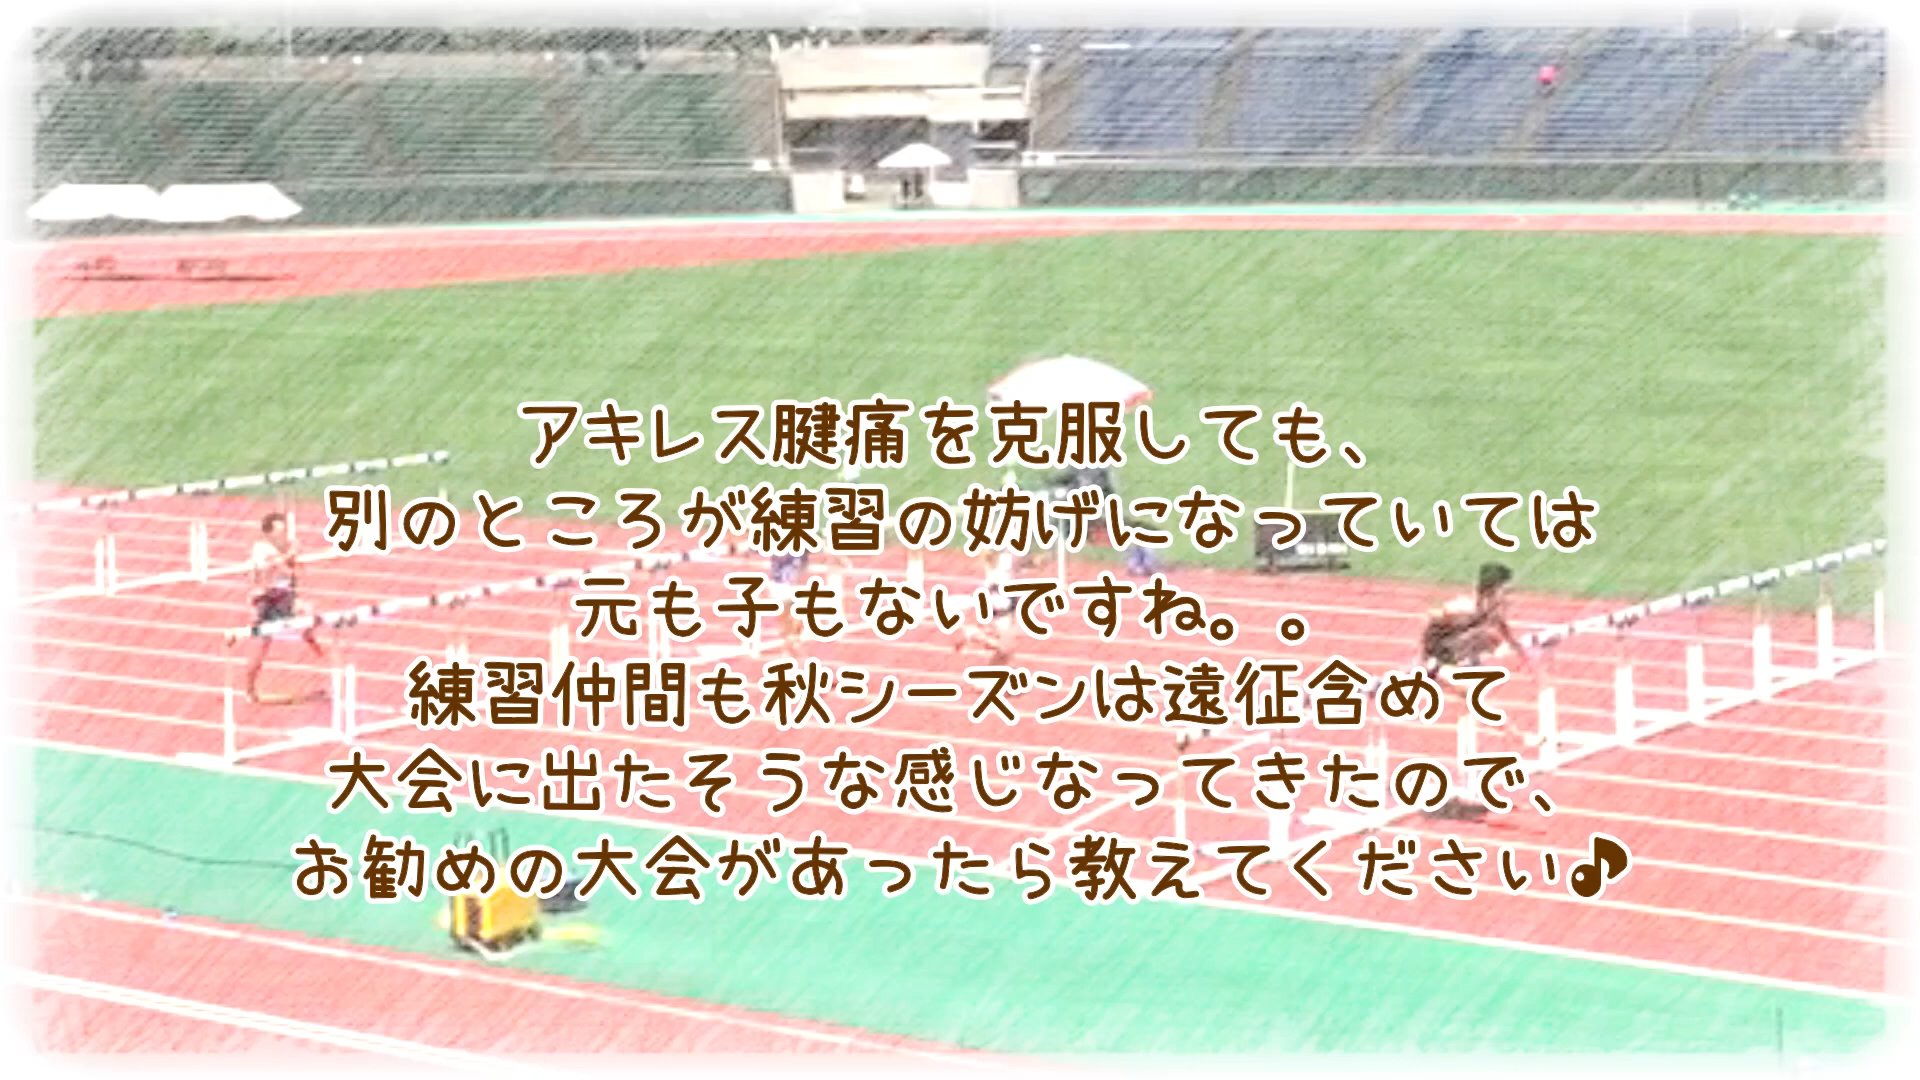 アキレス腱痛を克服しても、
別のところが練習の妨げになっていては
元も子もないですね。。
練習仲間も秋シーズンは遠征含めて
大会に出たそうな感じなってきたので、
お勧めの大会があったら教えてください♪